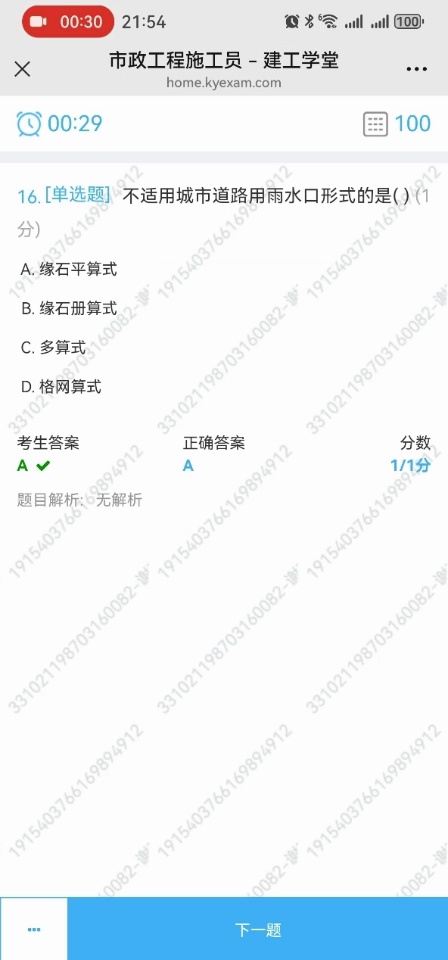 00:30 21:54 100
市政工程施工员 – 建工学堂
home.kyexam.com
00:29 100
16. [单选题] 不适用城市道路用雨水口形式的是( ) (1
分)
A. 缘石平算式
B. 缘石册算式
C. 多算式
D. 格网算式
考生答案 正确答案 分数
A A 1/1分
题目解析: 无解析
下一题
1915403766169894912
331021198703160082